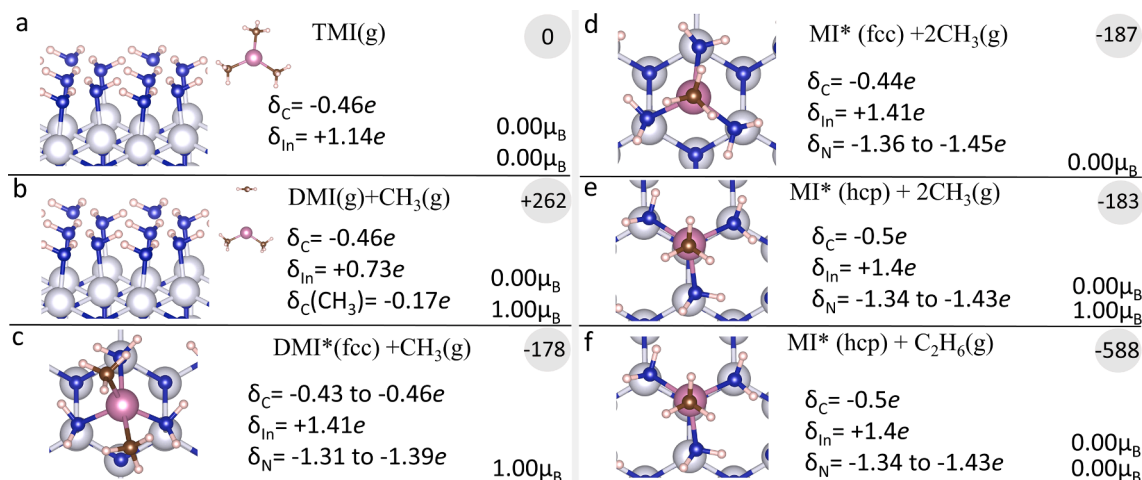 a
TMI(g)
0
δC= -0.46e
δIn= +1.14e
0.00μB
0.00μB
b
DMI(g)+CH3(g)
+262
δC= -0.46e
δIn= +0.73e
δC(CH3)= -0.17e
0.00μB
1.00μB
c
DMI*(fcc) +CH3(g)
-178
δC= -0.43 to -0.46e
δIn= +1.41e
δN= -1.31 to -1.39e
1.00μB
d
MI* (fcc) +2CH3(g)
-187
δC= -0.44e
δIn= +1.41e
δN= -1.36 to -1.45e
0.00μB
e
MI* (hcp) + 2CH3(g)
-183
δC= -0.5e
δIn= +1.4e
δN= -1.34 to -1.43e
0.00μB
1.00μB
f
MI* (hcp) + C2H6(g)
-588
δC= -0.5e
δIn= +1.4e
δN= -1.34 to -1.43e
0.00μB
0.00μB